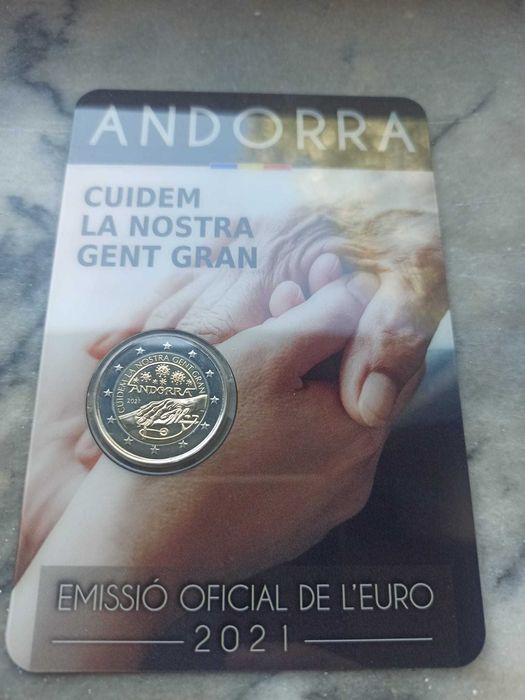 ANDORRA
CUIDEM
LA NOSTRA
GENT GRAN
CUIDEM LA NOSTRA GENT GRAN
ANDORRA
2021
EMISSIÓ OFICIAL DE L'EURO
2021